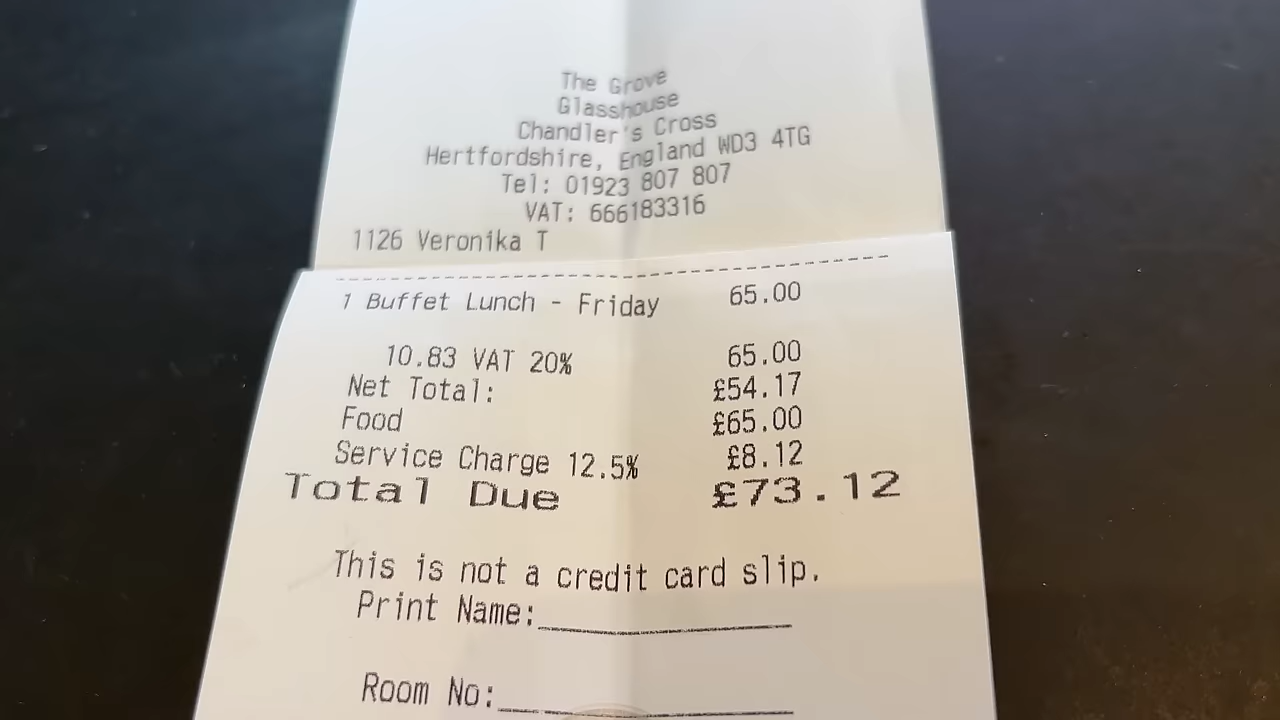 The Grove
Glasshouse
Chandler's Cross
Hertfordshire, England WD3 4TG
Tel: 01923 807 807
VAT: 666183316
1126 Veronika T
1 Buffet Lunch - Friday 65.00
10.83 VAT 20% 65.00
Net Total: £54.17
Food £65.00
Service Charge 12.5% £8.12
Total Due £73.12
This is not a credit card slip.
Print Name:
Room No: